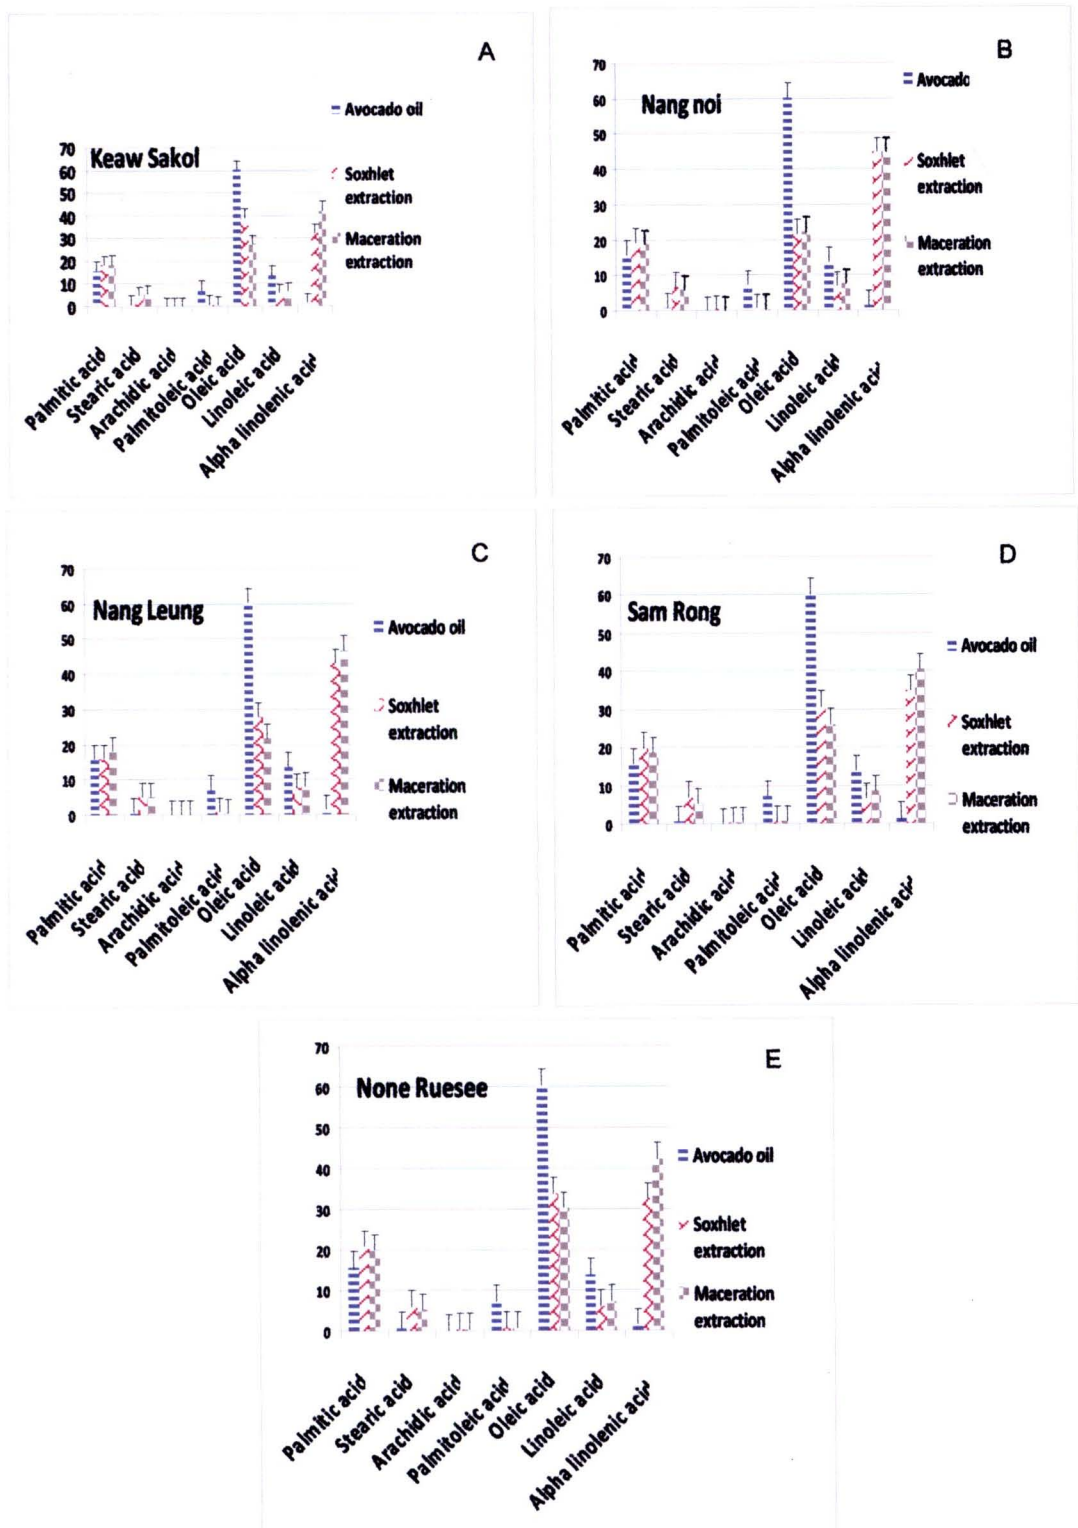 A
Avocado oil
70
Keaw Sakol
60
Soxhlet
50
extraction
40
Maceration
30
extraction
20
10
0
Palmitic acid
Stearic acid
Arachidic acid
Palmitoleic acid
Oleic acid
Linoleic acid
Alpha linolenic acid
B
70
Avocado
60
Nang noi
50
40
Soxhlet
extraction
30
20
Maceration
extraction
10
0
Palmitic acid
Stearic acid
Arachidic acid
Palmitoleic acid
Oleic acid
Linoleic acid
Alpha linolenic acid
C
70
60
Nang Leung
Avocado oil
50
40
30
Soxhlet
extraction
20
10
Maceration
extraction
0
Palmitic acid
Stearic acid
Arachidic acid
Palmitoleic acid
Oleic acid
Linoleic acid
Alpha linolenic acid
D
70
60
Sam Rong
50
Avocado oil
40
30
Soxhlet
extraction
20
10
Maceration
extraction
0
Palmitic acid
Stearic acid
Arachidic acid
Palmitoleic acid
Oleic acid
Linoleic acid
Alpha linolenic acid
E
70
60
None Ruesee
50
Avocado oil
40
30
Soxhlet
extraction
20
10
Maceration
extraction
0
Palmitic acid
Stearic acid
Arachidic acid
Palmitoleic acid
Oleic acid
Linoleic acid
Alpha linolenic acid